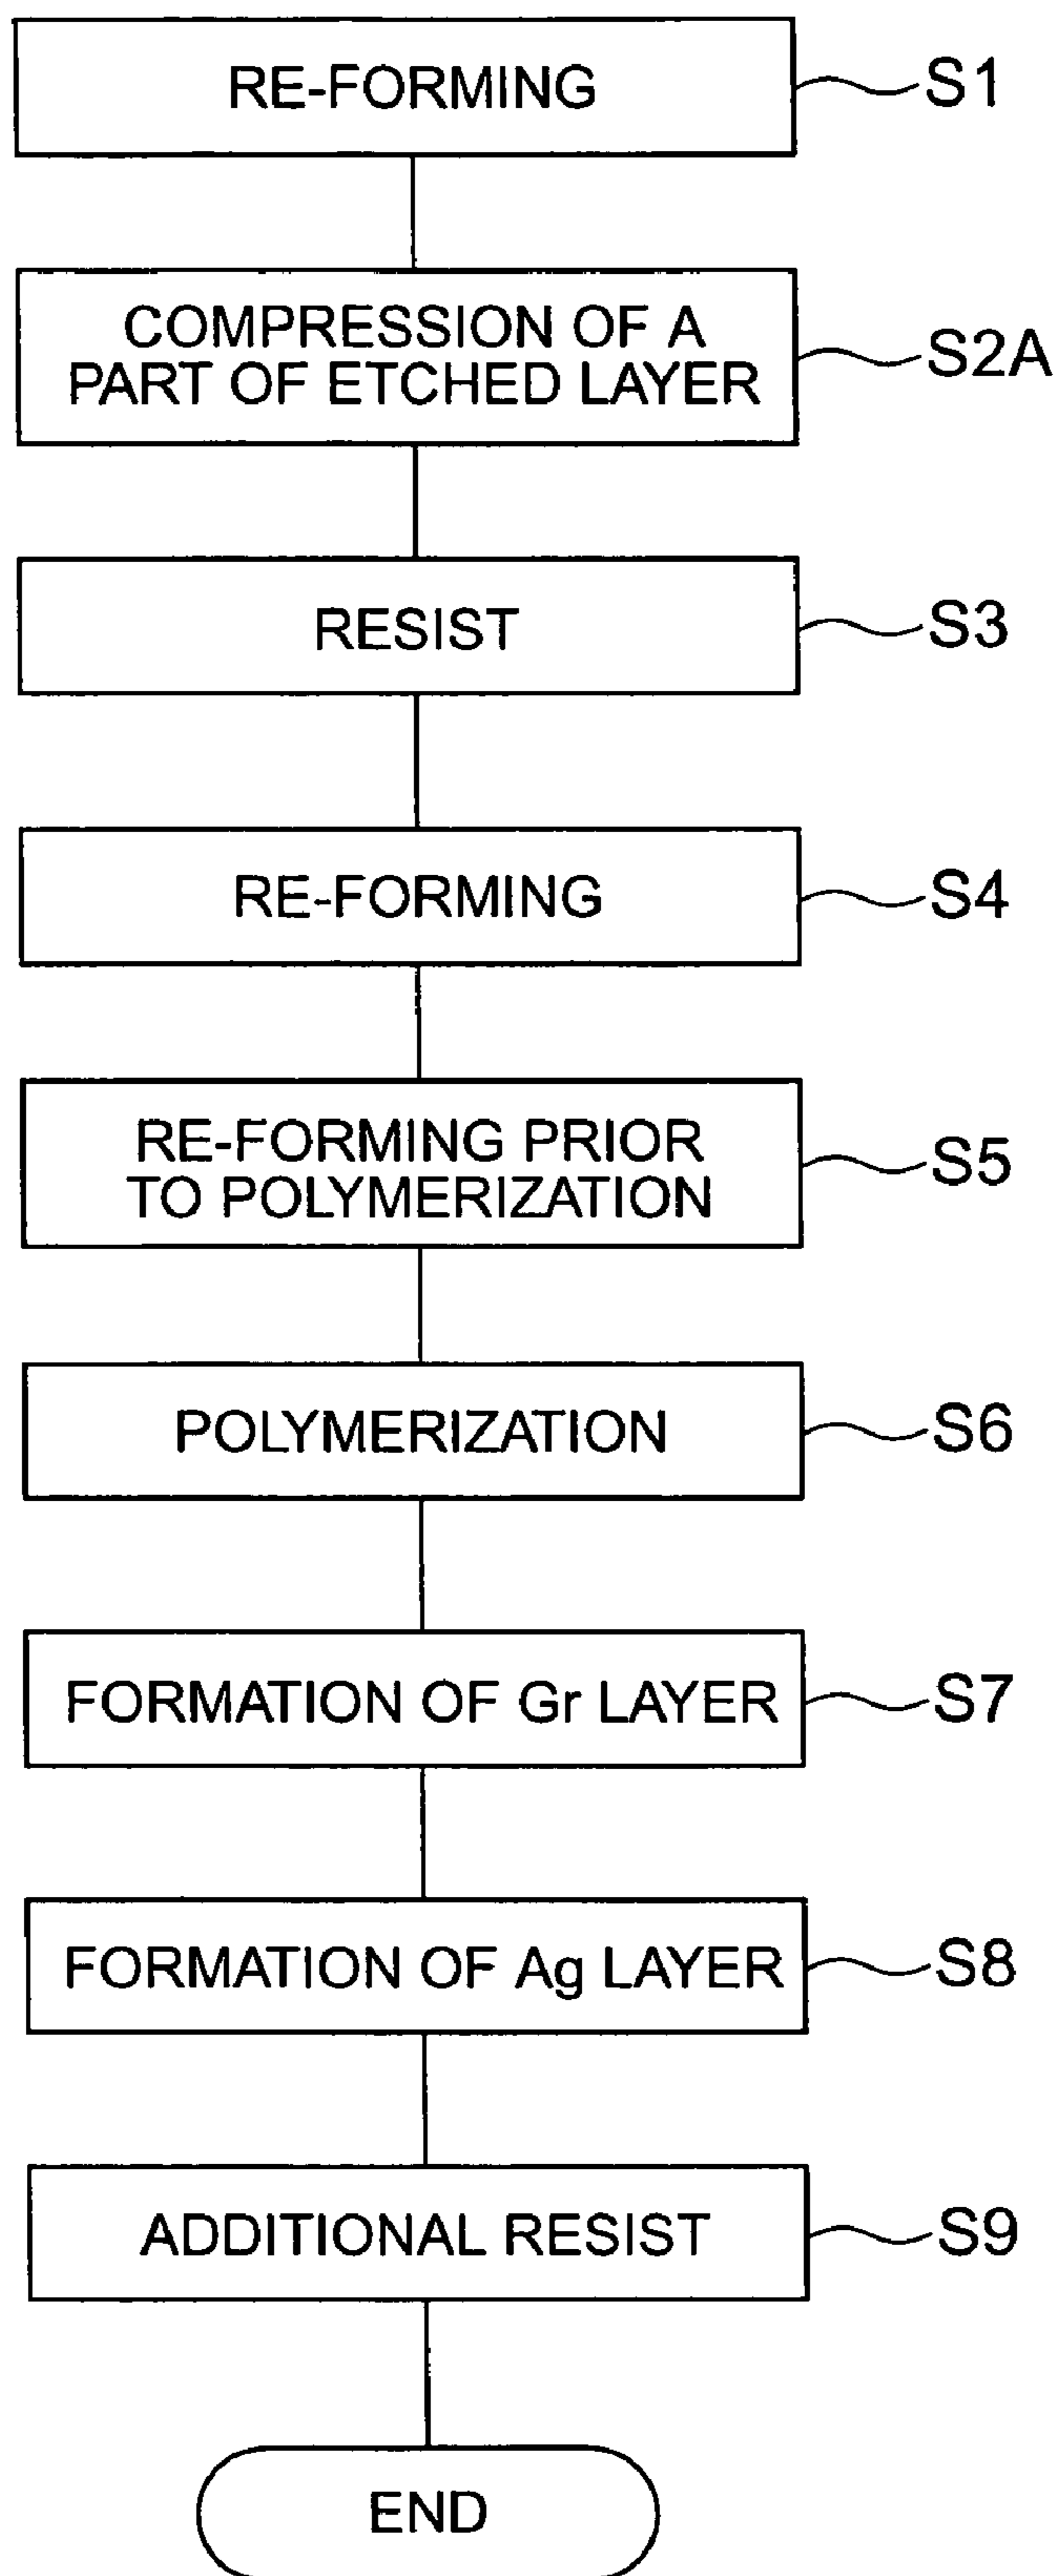 RE-FORMING
S1
COMPRESSION OF A
PART OF ETCHED LAYER
S2A
RESIST
S3
RE-FORMING
S4
RE-FORMING PRIOR
TO POLYMERIZATION
S5
POLYMERIZATION
S6
FORMATION OF Gr LAYER
S7
FORMATION OF Ag LAYER
S8
ADDITIONAL RESIST
S9
END